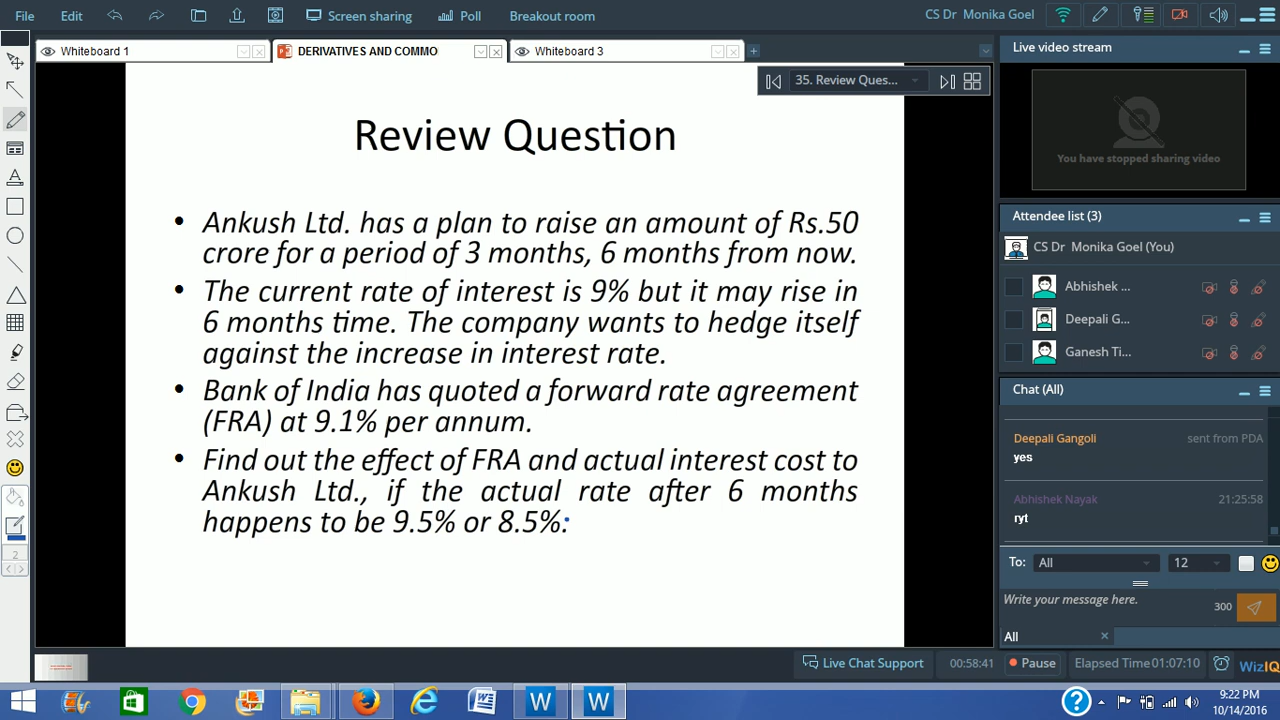 File Edit Screen sharing Poll Breakout room CS Dr Monika Goel
Whiteboard 1 DERIVATIVES AND COMMO Whiteboard 3
35. Review Ques...
Review Question
• Ankush Ltd. has a plan to raise an amount of Rs.50
crore for a period of 3 months, 6 months from now.
• The current rate of interest is 9% but it may rise in
6 months time. The company wants to hedge itself
against the increase in interest rate.
• Bank of India has quoted a forward rate agreement
(FRA) at 9.1% per annum.
• Find out the effect of FRA and actual interest cost to
Ankush Ltd., if the actual rate after 6 months
happens to be 9.5% or 8.5%:
2
Live video stream
You have stopped sharing video
Attendee list (3)
CS Dr Monika Goel (You)
Abhishek ...
Deepali G...
Ganesh Ti...
Chat (All)
Deepali Gangoli sent from PDA
yes
Abhishek Nayak 21:25:58
ryt
To: All 12
Write your message here. 300
All
Live Chat Support 00:58:41 Pause Elapsed Time 01:07:10 WizIQ
9:22 PM
10/14/2016